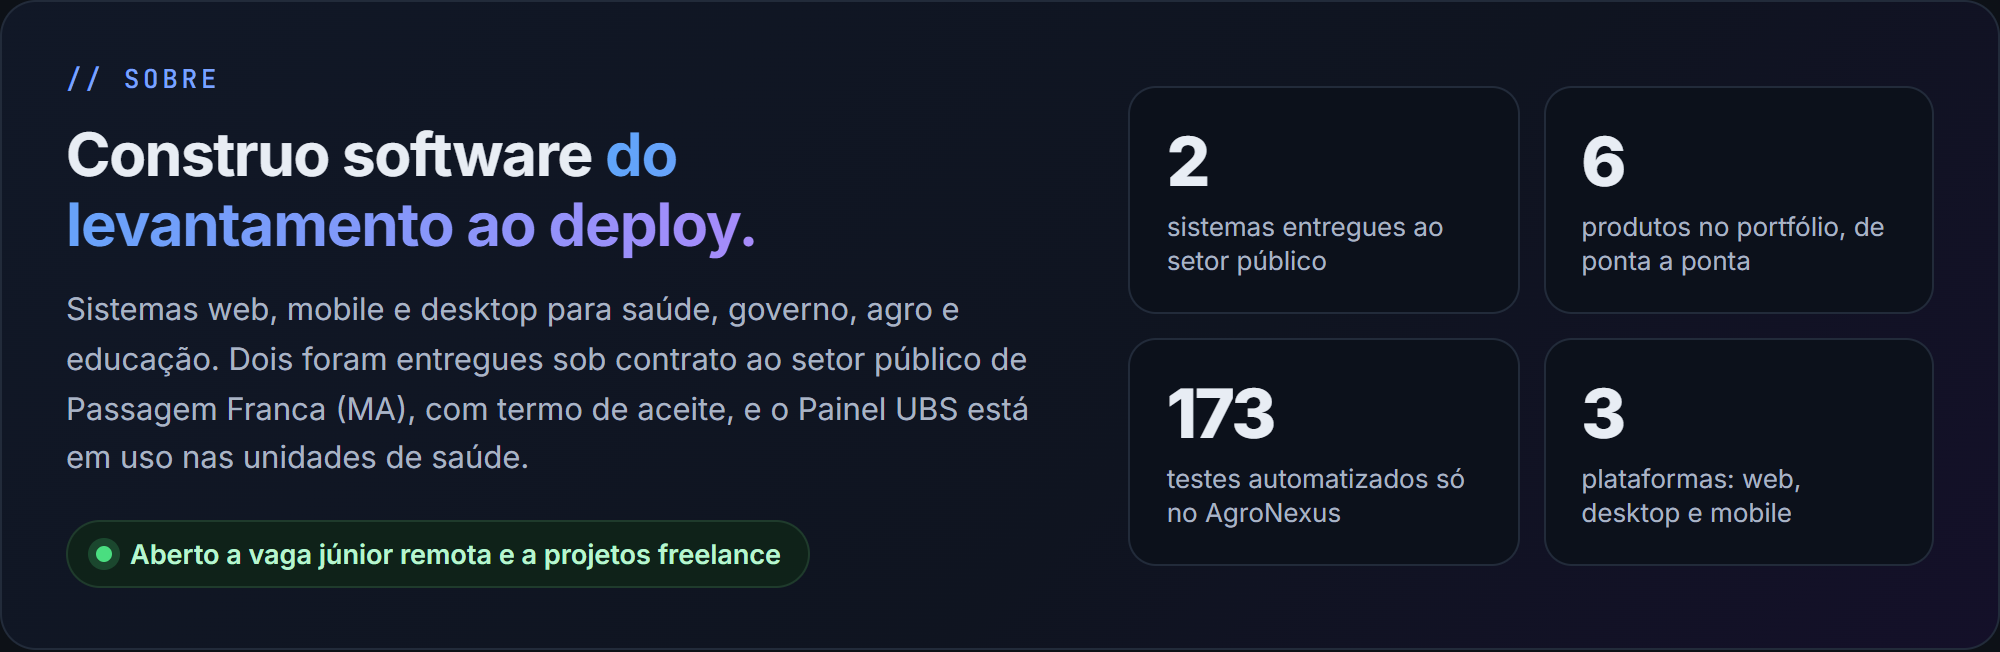 // SOBRE
Construo software do
levantamento ao deploy.
Sistemas web, mobile e desktop para saúde, governo, agro e
educação. Dois foram entregues sob contrato ao setor público de
Passagem Franca (MA), com termo de aceite, e o Painel UBS está
em uso nas unidades de saúde.
Aberto a vaga júnior remota e a projetos freelance
2
sistemas entregues ao
setor público
6
produtos no portfólio, de
ponta a ponta
173
testes automatizados só
no AgroNexus
3
plataformas: web,
desktop e mobile